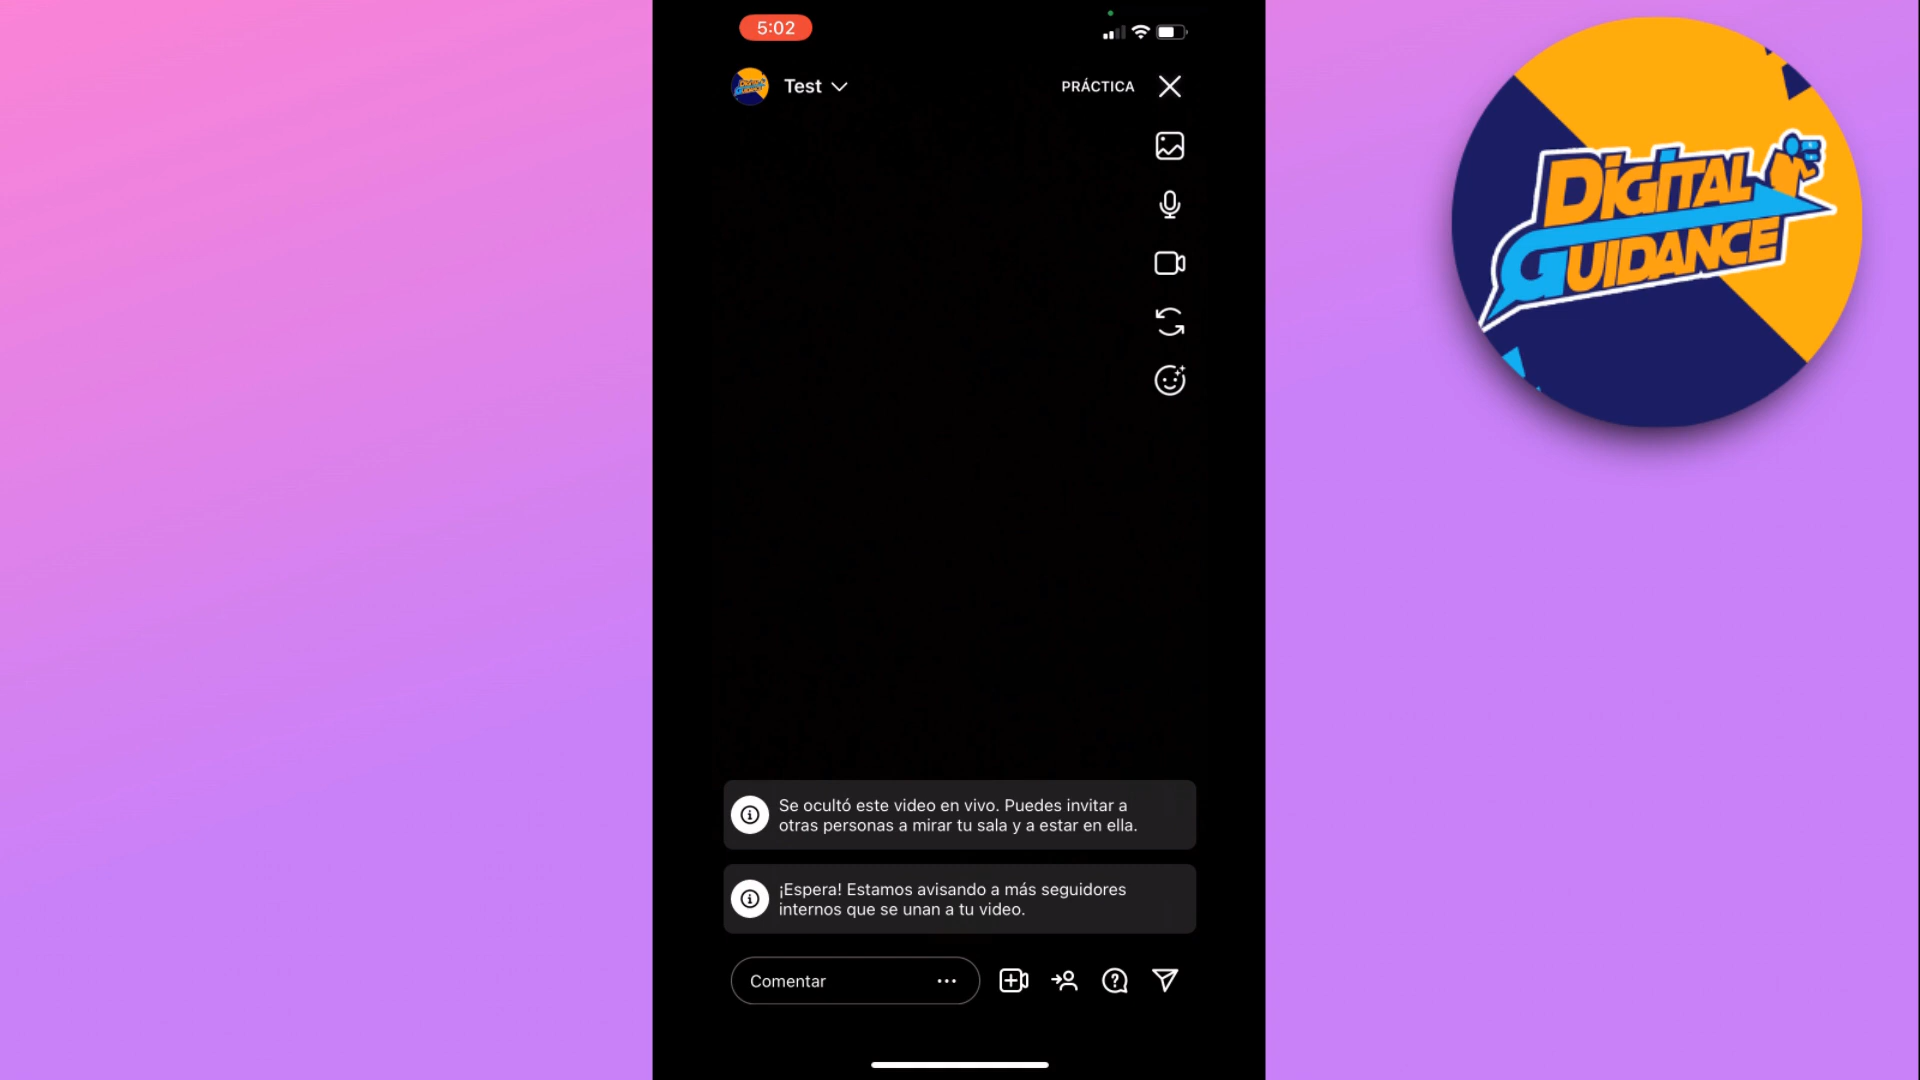 5:02
Test
PRÁCTICA
DIGITAL
GUIDANCE
Se ocultó este video en vivo. Puedes invitar a
otras personas a mirar tu sala y a estar en ella.
¡Espera! Estamos avisando a más seguidores
internos que se unan a tu video.
Comentar